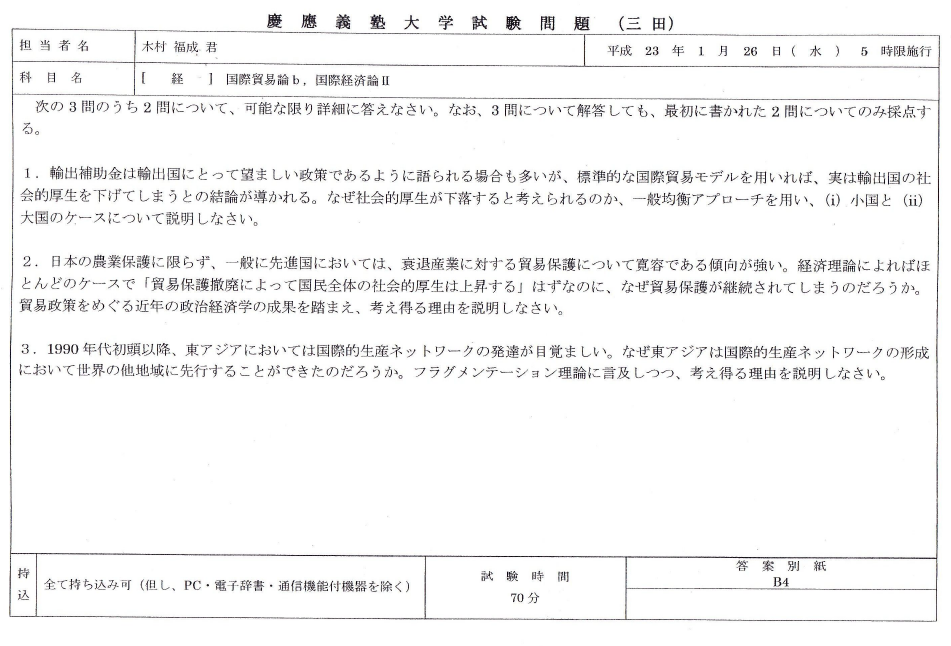 慶應義塾大学試験問題 (三田)
担当者名 木村 福成 君 平成 23 年 1 月 26 日 ( 水 ) 5 時限施行
科目名 [ 経 ] 国際貿易論b, 国際経済論Ⅱ
次の3問のうち2問について、可能な限り詳細に答えなさい。なお、3問について解答しても、最初に書かれた2問についてのみ採点す
る。
1.輸出補助金は輸出国にとって望ましい政策であるように語られる場合も多いが、標準的な国際貿易モデルを用いれば、実は輸出国の社
会的厚生を下げてしまうとの結論が導かれる。なぜ社会的厚生が下落すると考えられるのか、一般均衡アプローチを用い、(i) 小国と (ii)
大国のケースについて説明しなさい。
2.日本の農業保護に限らず、一般に先進国においては、衰退産業に対する貿易保護について寛容である傾向が強い。経済理論によればほ
とんどのケースで「貿易保護撤廃によって国民全体の社会的厚生は上昇する」はずなのに、なぜ貿易保護が継続されてしまうのだろうか。
貿易政策をめぐる近年の政治経済学の成果を踏まえ、考え得る理由を説明しなさい。
3.1990 年代初頭以降、東アジアにおいては国際的生産ネットワークの発達が目覚ましい。なぜ東アジアは国際的生産ネットワークの形成
において世界の他地域に先行することができたのだろうか。フラグメンテーション理論に言及しつつ、考え得る理由を説明しなさい。
持込 全て持ち込み可 (但し、PC・電子辞書・通信機能付機器を除く)
試験時間
70 分
答案別紙
B4